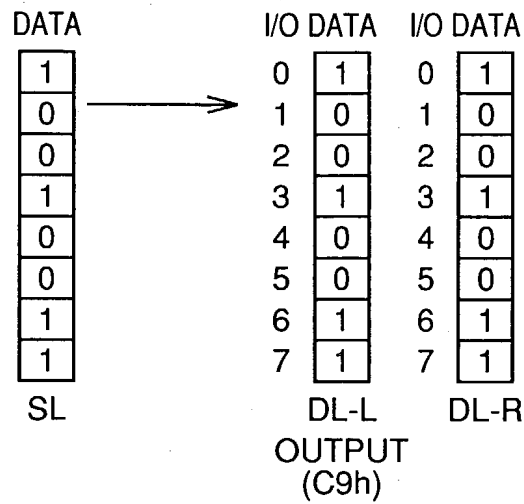 DATA I/O DATA I/O DATA
1 0 1 0 1
0 1 0 1 0
0 2 0 2 0
1 3 1 3 1
0 4 0 4 0
0 5 0 5 0
1 6 1 6 1
1 7 1 7 1
SL DL-L DL-R
OUTPUT
(C9h)